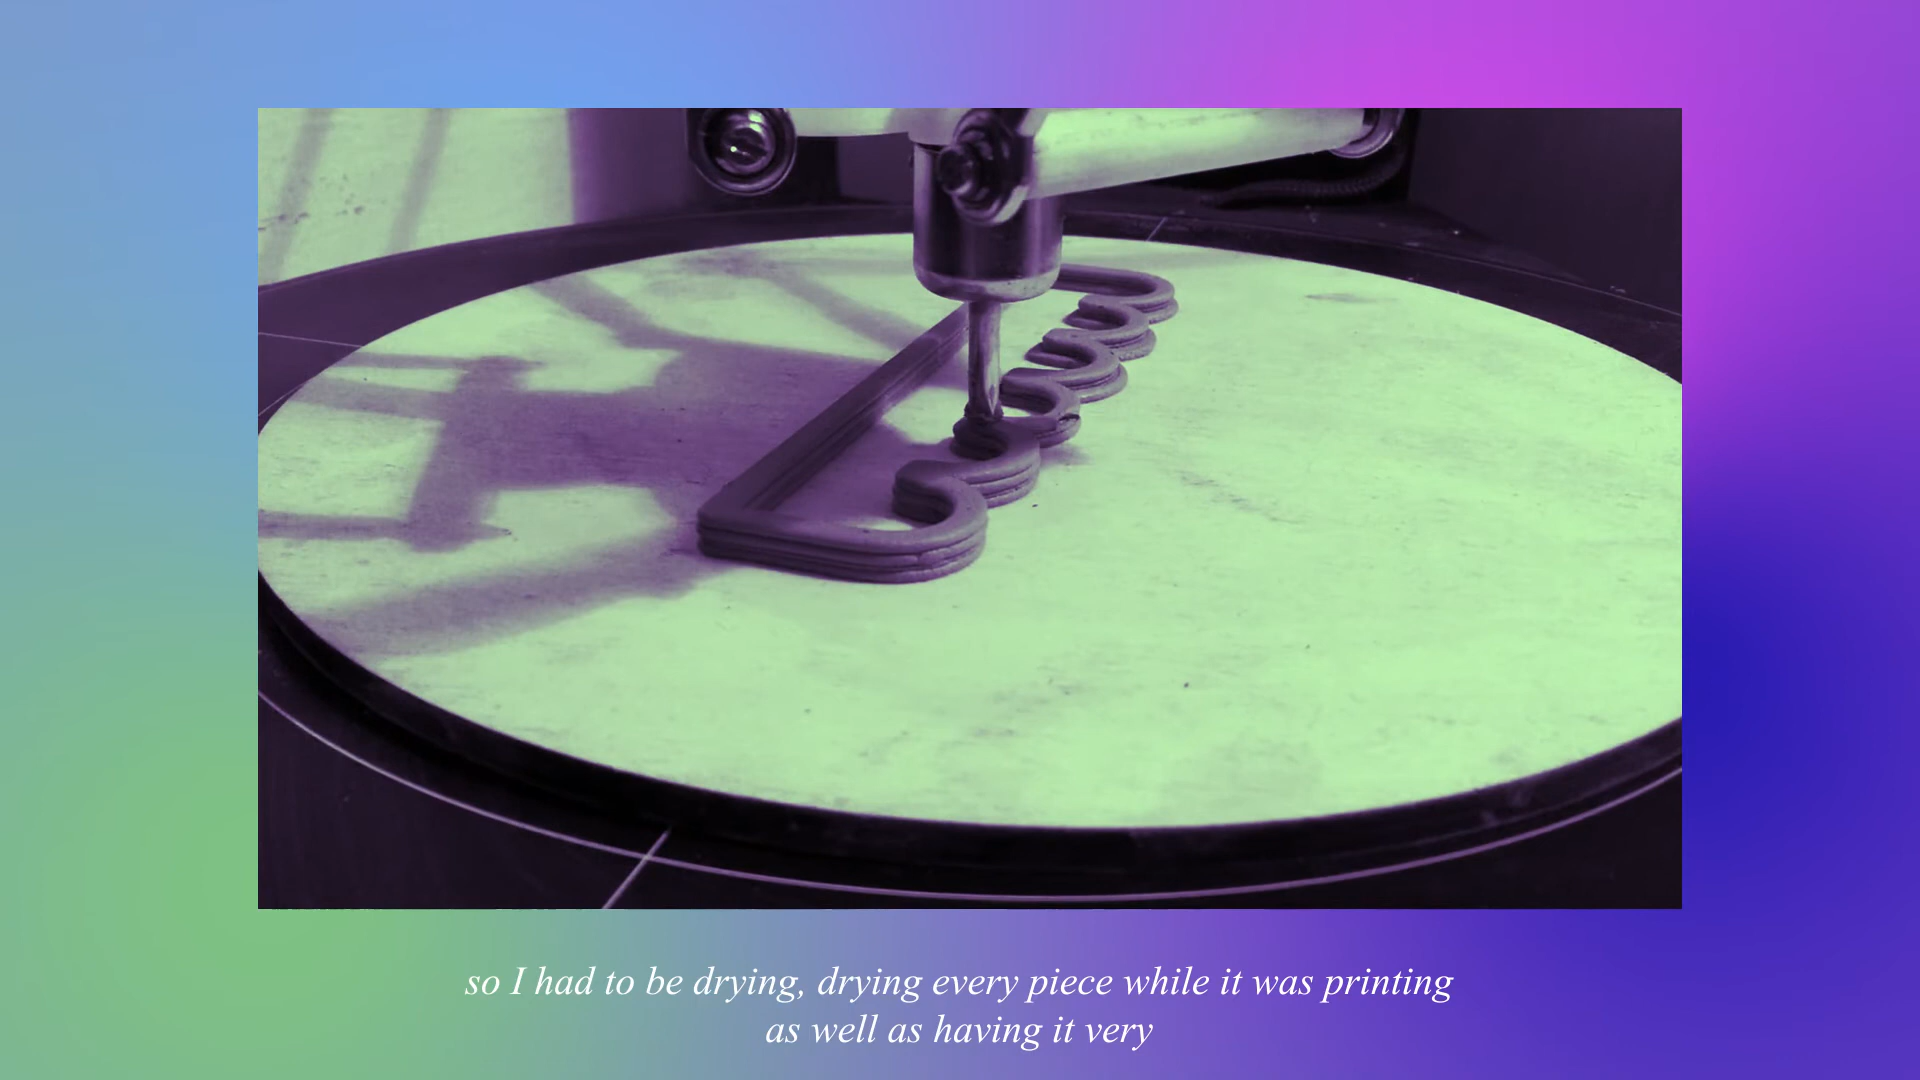 so I had to be drying, drying every piece while it was printing
as well as having it very